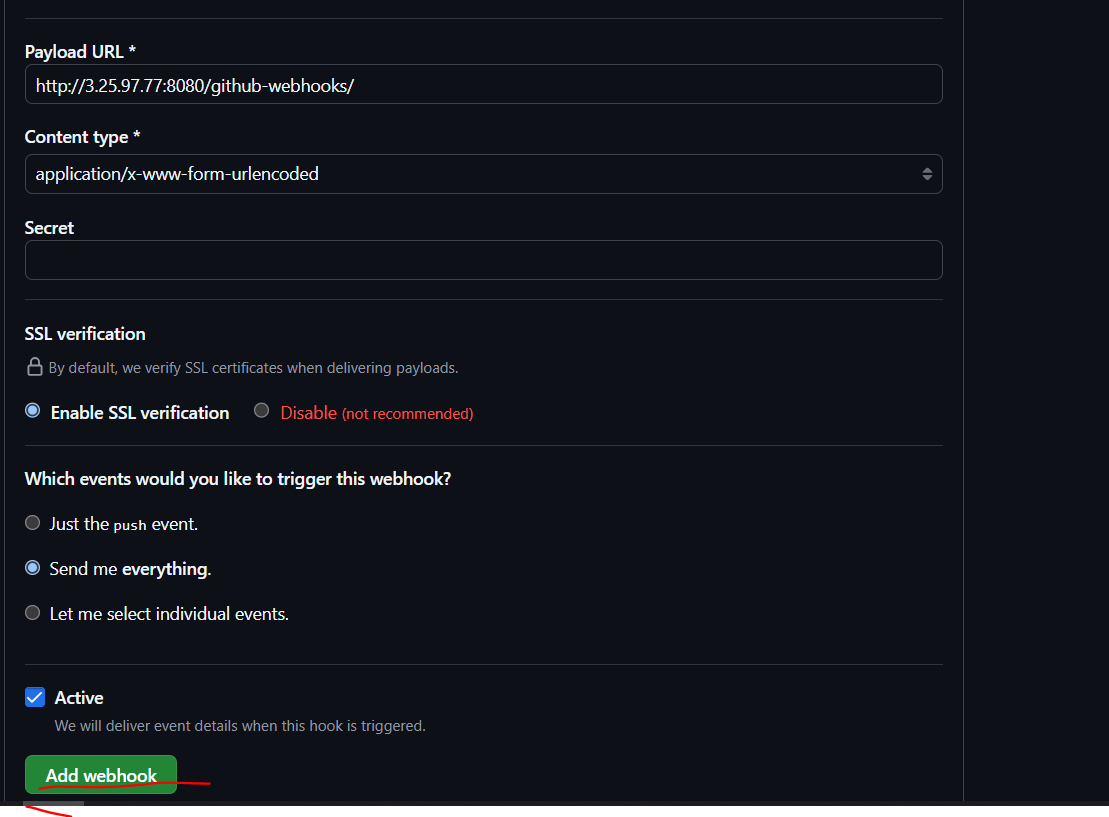 Payload URL *
http://3.25.97.77:8080/github-webhooks/
Content type *
application/x-www-form-urlencoded
Secret
SSL verification
By default, we verify SSL certificates when delivering payloads.
Enable SSL verification Disable (not recommended)
Which events would you like to trigger this webhook?
Just the push event.
Send me everything.
Let me select individual events.
Active
We will deliver event details when this hook is triggered.
Add webhook